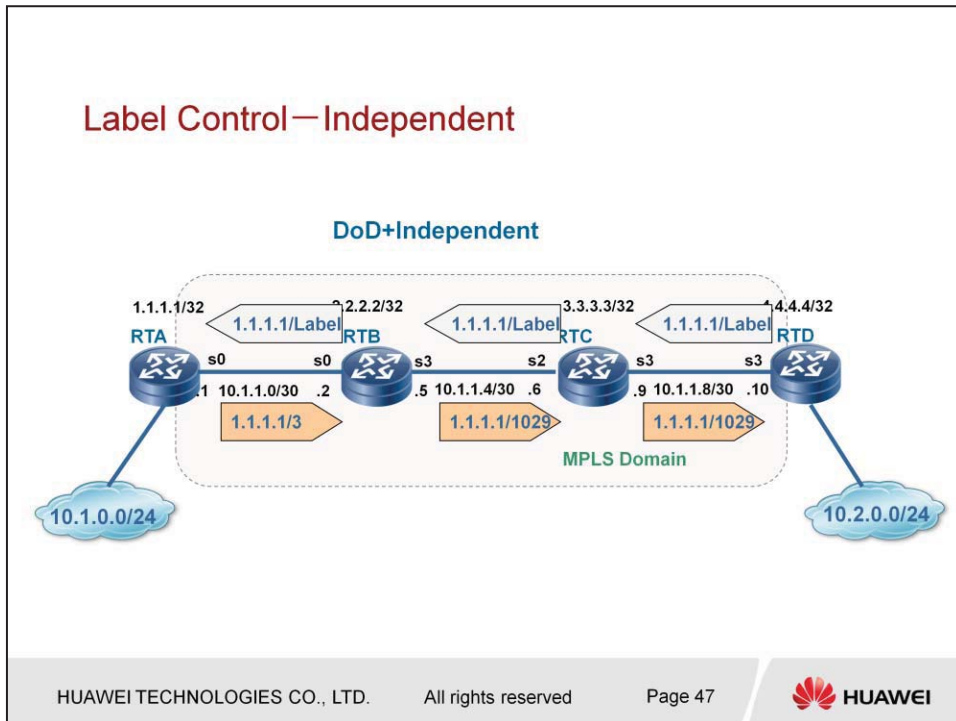 Label Control—Independent
DoD+Independent
1.1.1.1/32
2.2.2.2/32
3.3.3.3/32
4.4.4.4/32
1.1.1.1/Label
1.1.1.1/Label
1.1.1.1/Label
RTA
RTB
RTC
RTD
s0
s0
s3
s2
s3
s3
.1 10.1.1.0/30 .2
.5 10.1.1.4/30 .6
.9 10.1.1.8/30 .10
1.1.1.1/3
1.1.1.1/1029
1.1.1.1/1029
MPLS Domain
10.1.0.0/24
10.2.0.0/24
HUAWEI TECHNOLOGIES CO., LTD.
All rights reserved
Page 47
HUAWEI